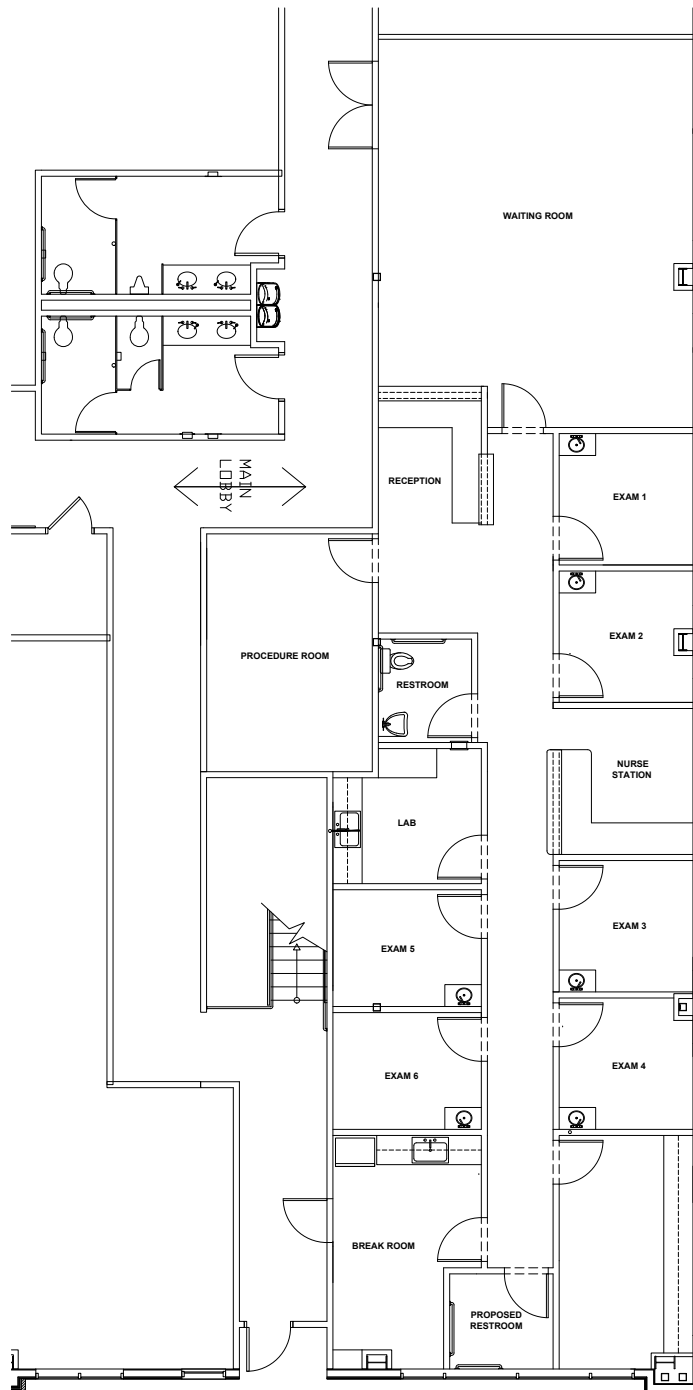 WAITING ROOM
MAIN
LOBBY
RECEPTION
EXAM 1
EXAM 2
PROCEDURE ROOM
RESTROOM
NURSE
STATION
LAB
EXAM 3
EXAM 5
EXAM 4
EXAM 6
BREAK ROOM
PROPOSED
RESTROOM